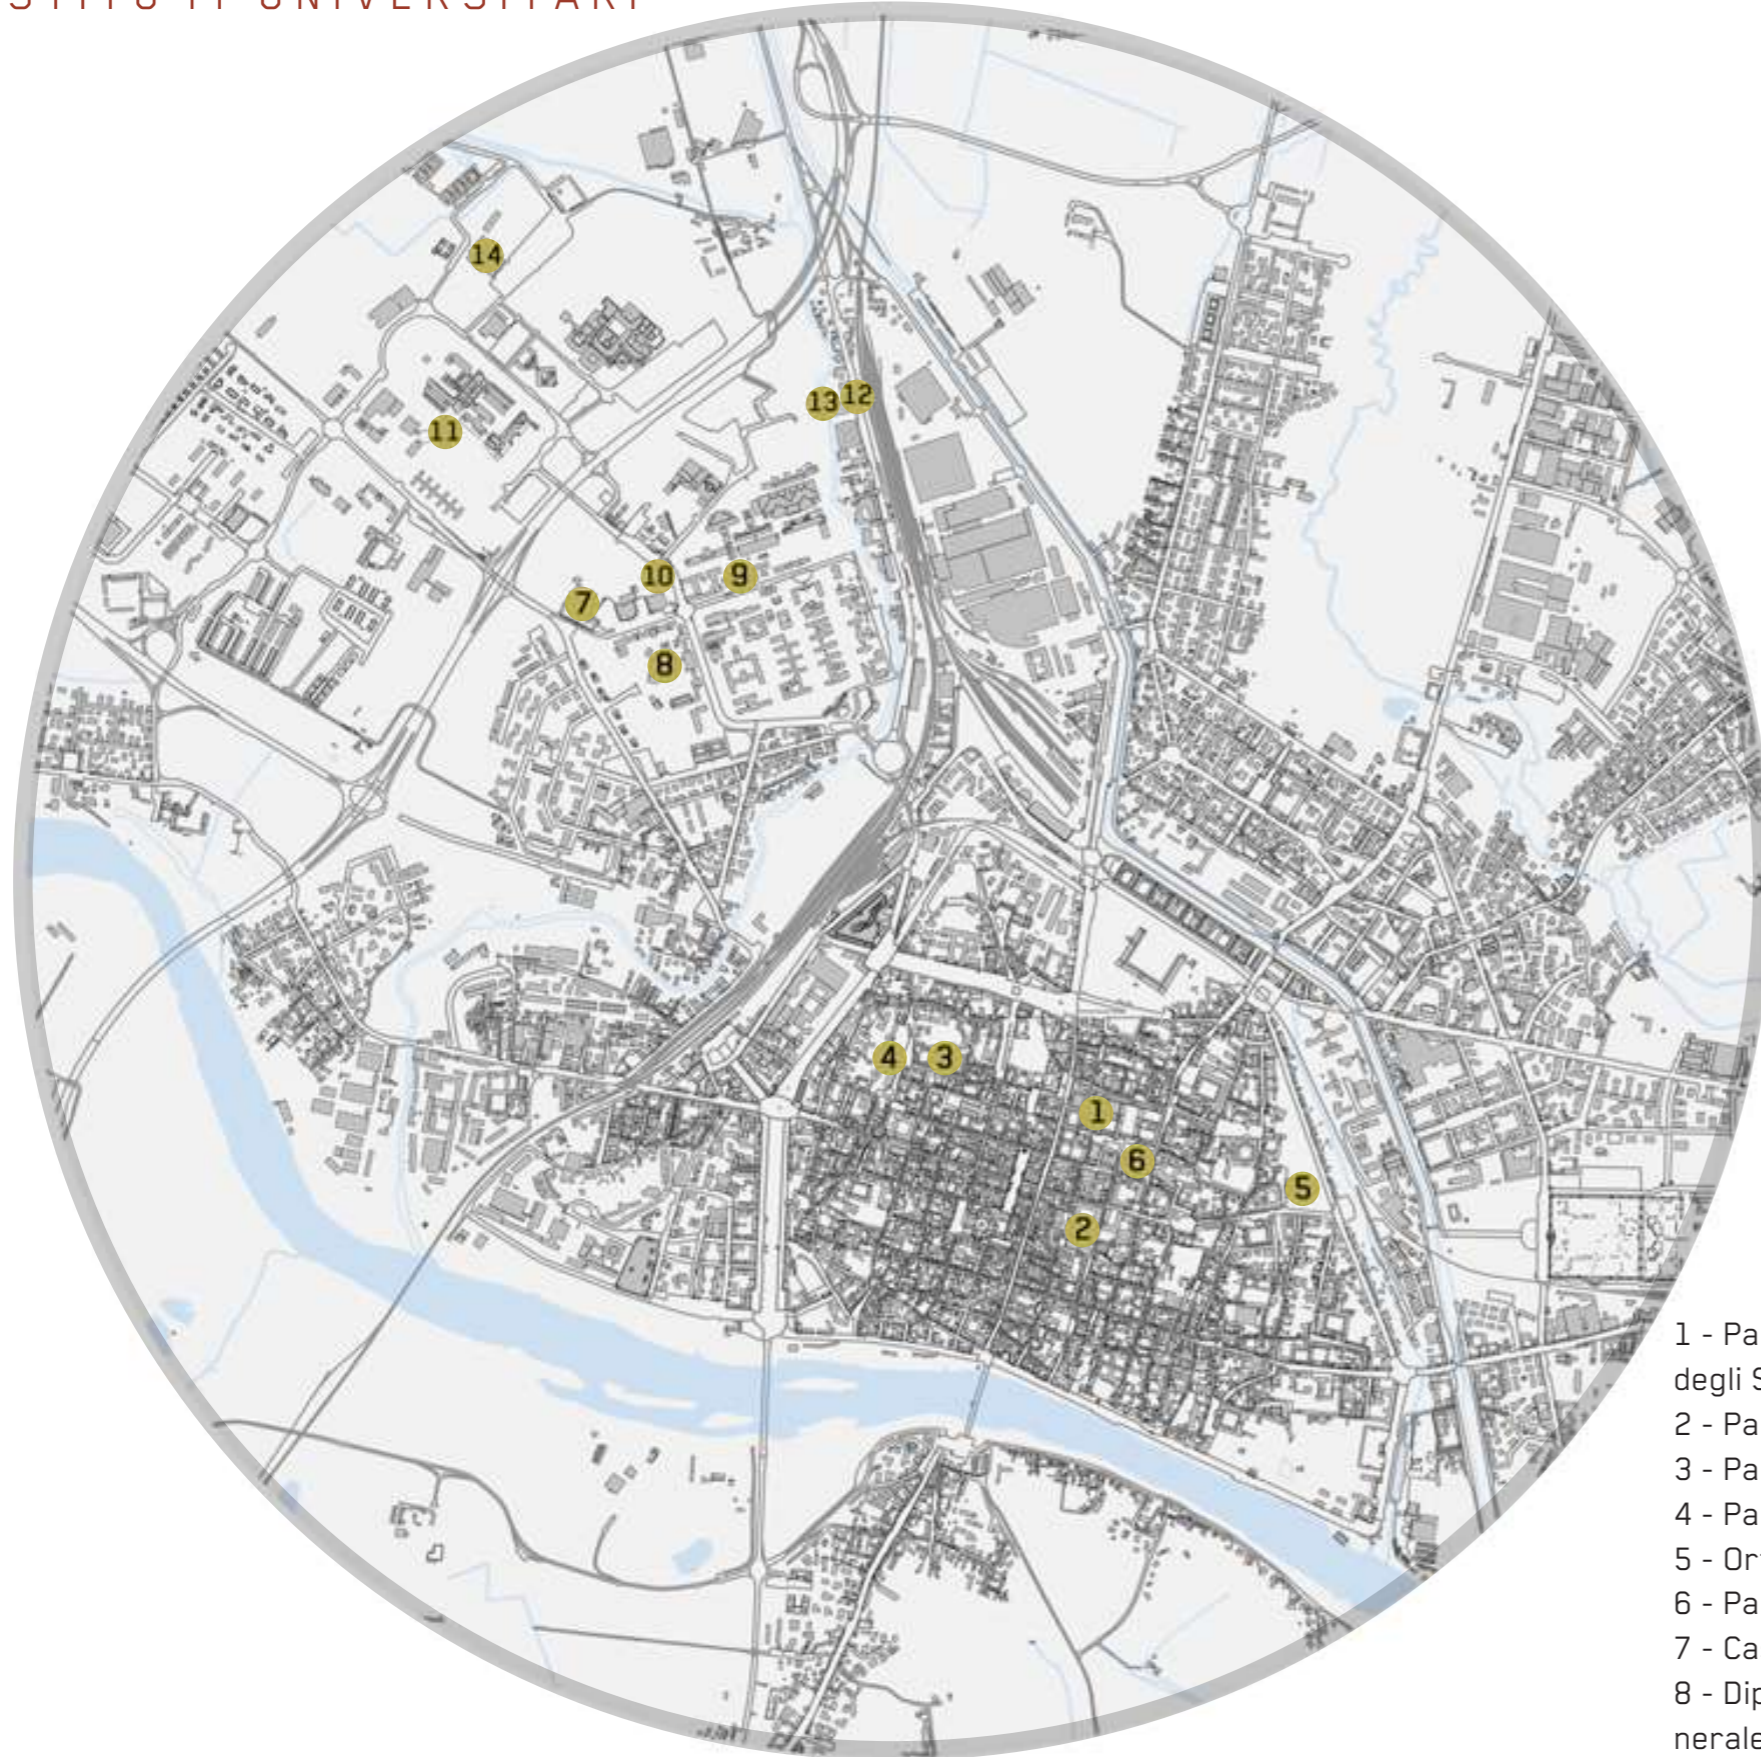 UNIVERSITARI
14
13 12
11
10 9
7
8
4 3
1
6
5
2
1 - Pa
degli S
2 - Pa
3 - Pa
4 - Pa
5 - Or
6 - Pa
7 - Ca
8 - Dip
nerale